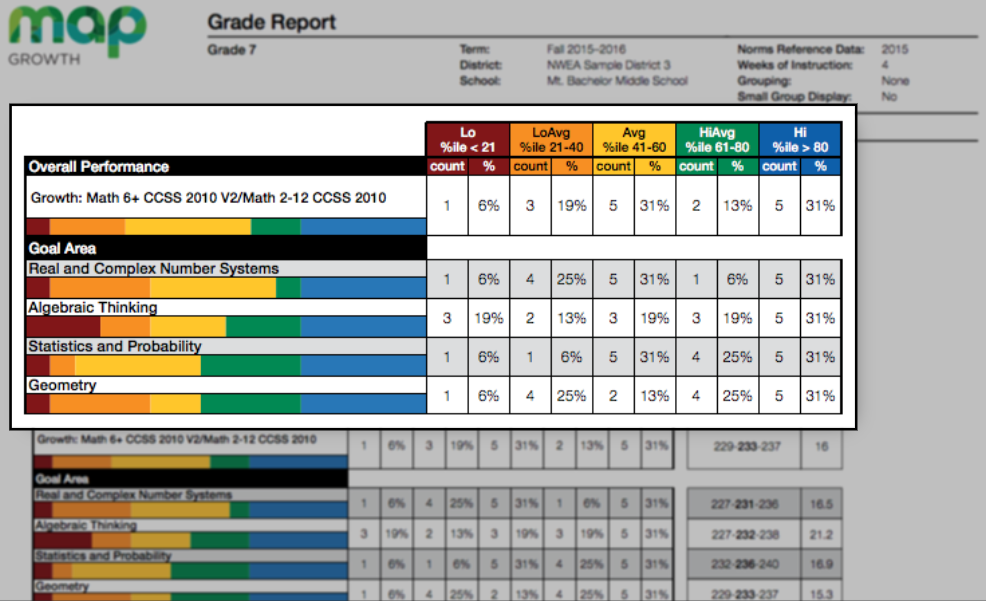 map
GROWTH
Grade Report
Grade 7
Term: Fall 2015–2016
District: NWEA Sample District 3
School: Mt. Bachelor Middle School
Norms Reference Data: 2015
Weeks of Instruction: 4
Grouping: None
Small Group Display: No
Lo LoAvg Avg HiAvg Hi
%ile < 21 %ile 21-40 %ile 41-60 %ile 61-80 %ile > 80
Overall Performance count % count % count % count % count %
Growth: Math 6+ CCSS 2010 V2/Math 2-12 CCSS 2010 1 6% 3 19% 5 31% 2 13% 5 31%
Goal Area
Real and Complex Number Systems 1 6% 4 25% 5 31% 1 6% 5 31%
Algebraic Thinking 3 19% 2 13% 3 19% 3 19% 5 31%
Statistics and Probability 1 6% 1 6% 5 31% 4 25% 5 31%
Geometry 1 6% 4 25% 2 13% 4 25% 5 31%
Growth: Math 6+ CCSS 2010 V2/Math 2-12 CCSS 2010 1 6% 3 19% 5 31% 2 13% 5 31% 229-233-237 16
Goal Area
Real and Complex Number Systems 1 6% 4 25% 5 31% 1 6% 5 31% 227-231-236 16.5
Algebraic Thinking 3 19% 2 13% 3 19% 3 19% 5 31% 227-232-238 21.2
Statistics and Probability 1 6% 1 6% 5 31% 4 25% 5 31% 232-236-240 16.9
Geometry 1 6% 4 25% 2 13% 4 25% 5 31% 229-233-237 15.3